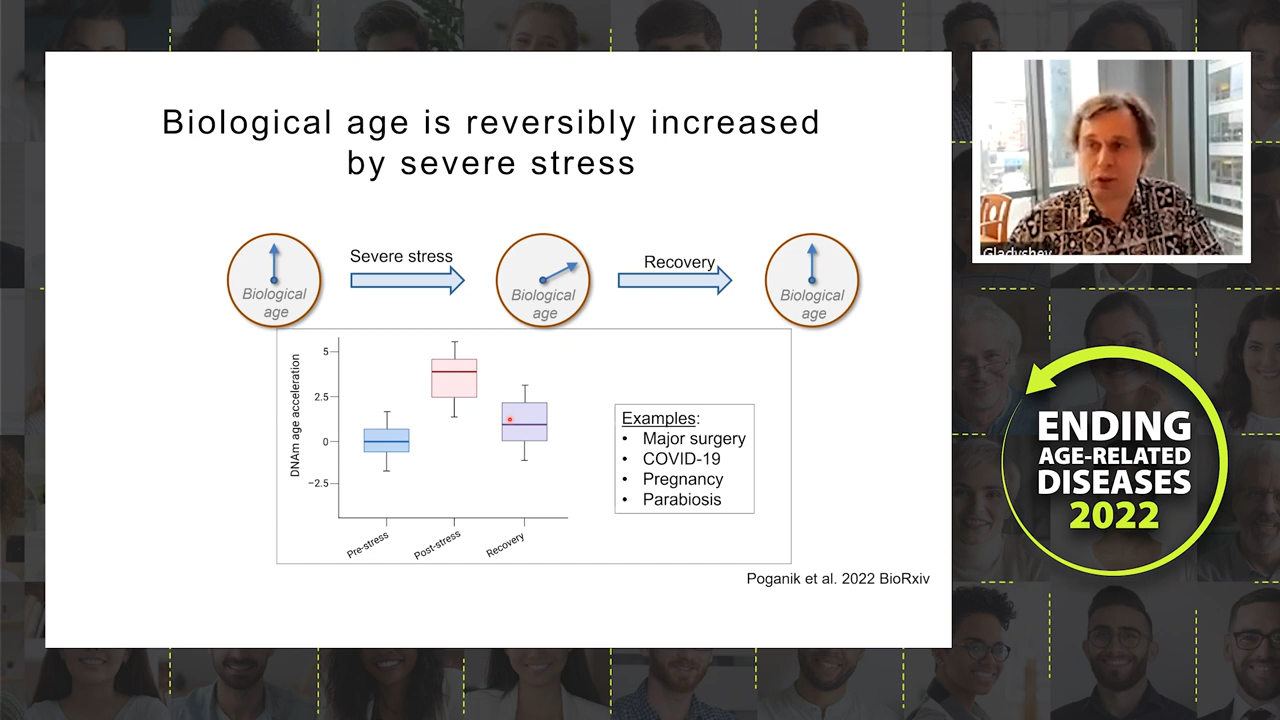 Biological age is reversibly increased
by severe stress
Biological
age
Severe stress
Biological
age
Recovery
Biological
age
DNAm age acceleration
5
2.5
0
−2.5
Pre-stress
Post-stress
Recovery
Examples:
• Major surgery
• COVID-19
• Pregnancy
• Parabiosis
Poganik et al. 2022 BioRxiv
Gladyshev
ENDING
AGE-RELATED
DISEASES
2022